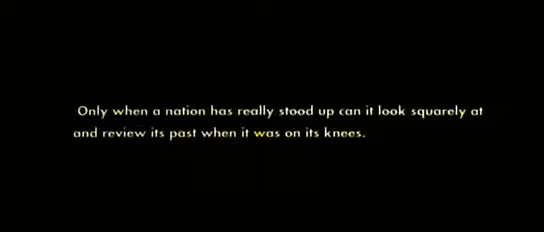 Only when a nation has really stood up can it look squarely at
and review its past when it was on its knees.